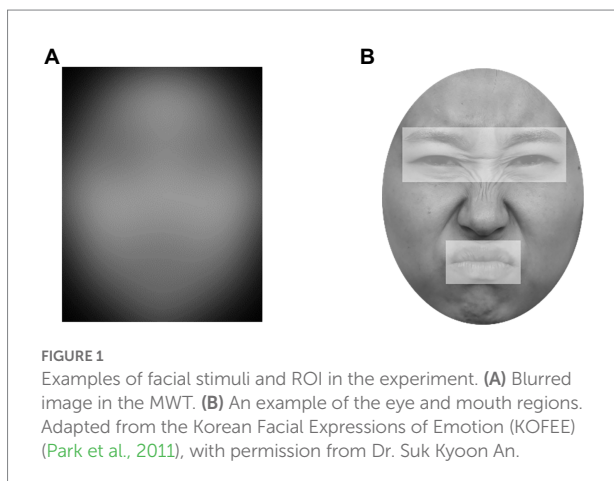 A
B
FIGURE 1
Examples of facial stimuli and ROI in the experiment. (A) Blurred
image in the MWT. (B) An example of the eye and mouth regions.
Adapted from the Korean Facial Expressions of Emotion (KOFEE)
(Park et al., 2011), with permission from Dr. Suk Kyoon An.